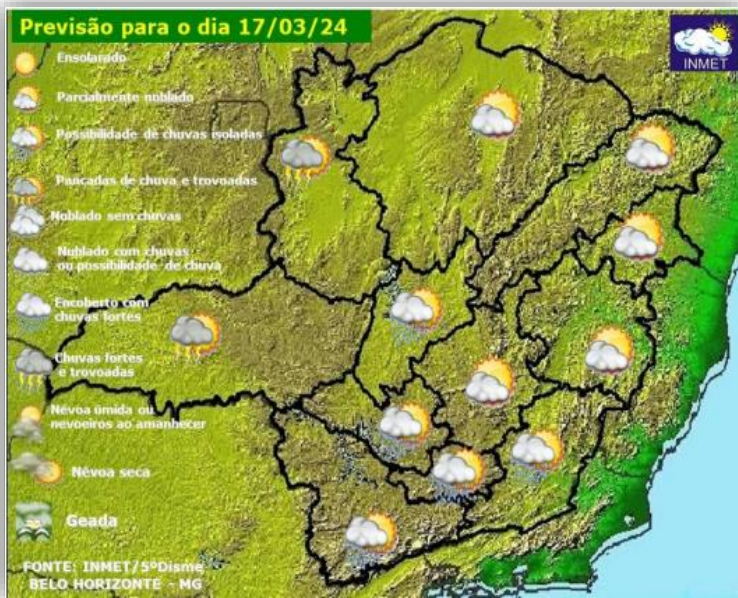 Previsão para o dia 17/03/24
INMET
Ensolarado
Parcialmente noblado
Possibilidade de chuvas isoladas
Pancadas de chuva e trovoadas
Noblado sem chuvas
Nublado com chuvas
ou possibilidade de chuva
Encoberto com
chuvas fortes
Chuvas fortes
e trovoadas
Névoa úmida ou
nevoeiros ao amanhecer
Névoa seca
Geada
FONTE: INMET/5ºDisme
BELO HORIZONTE - MG